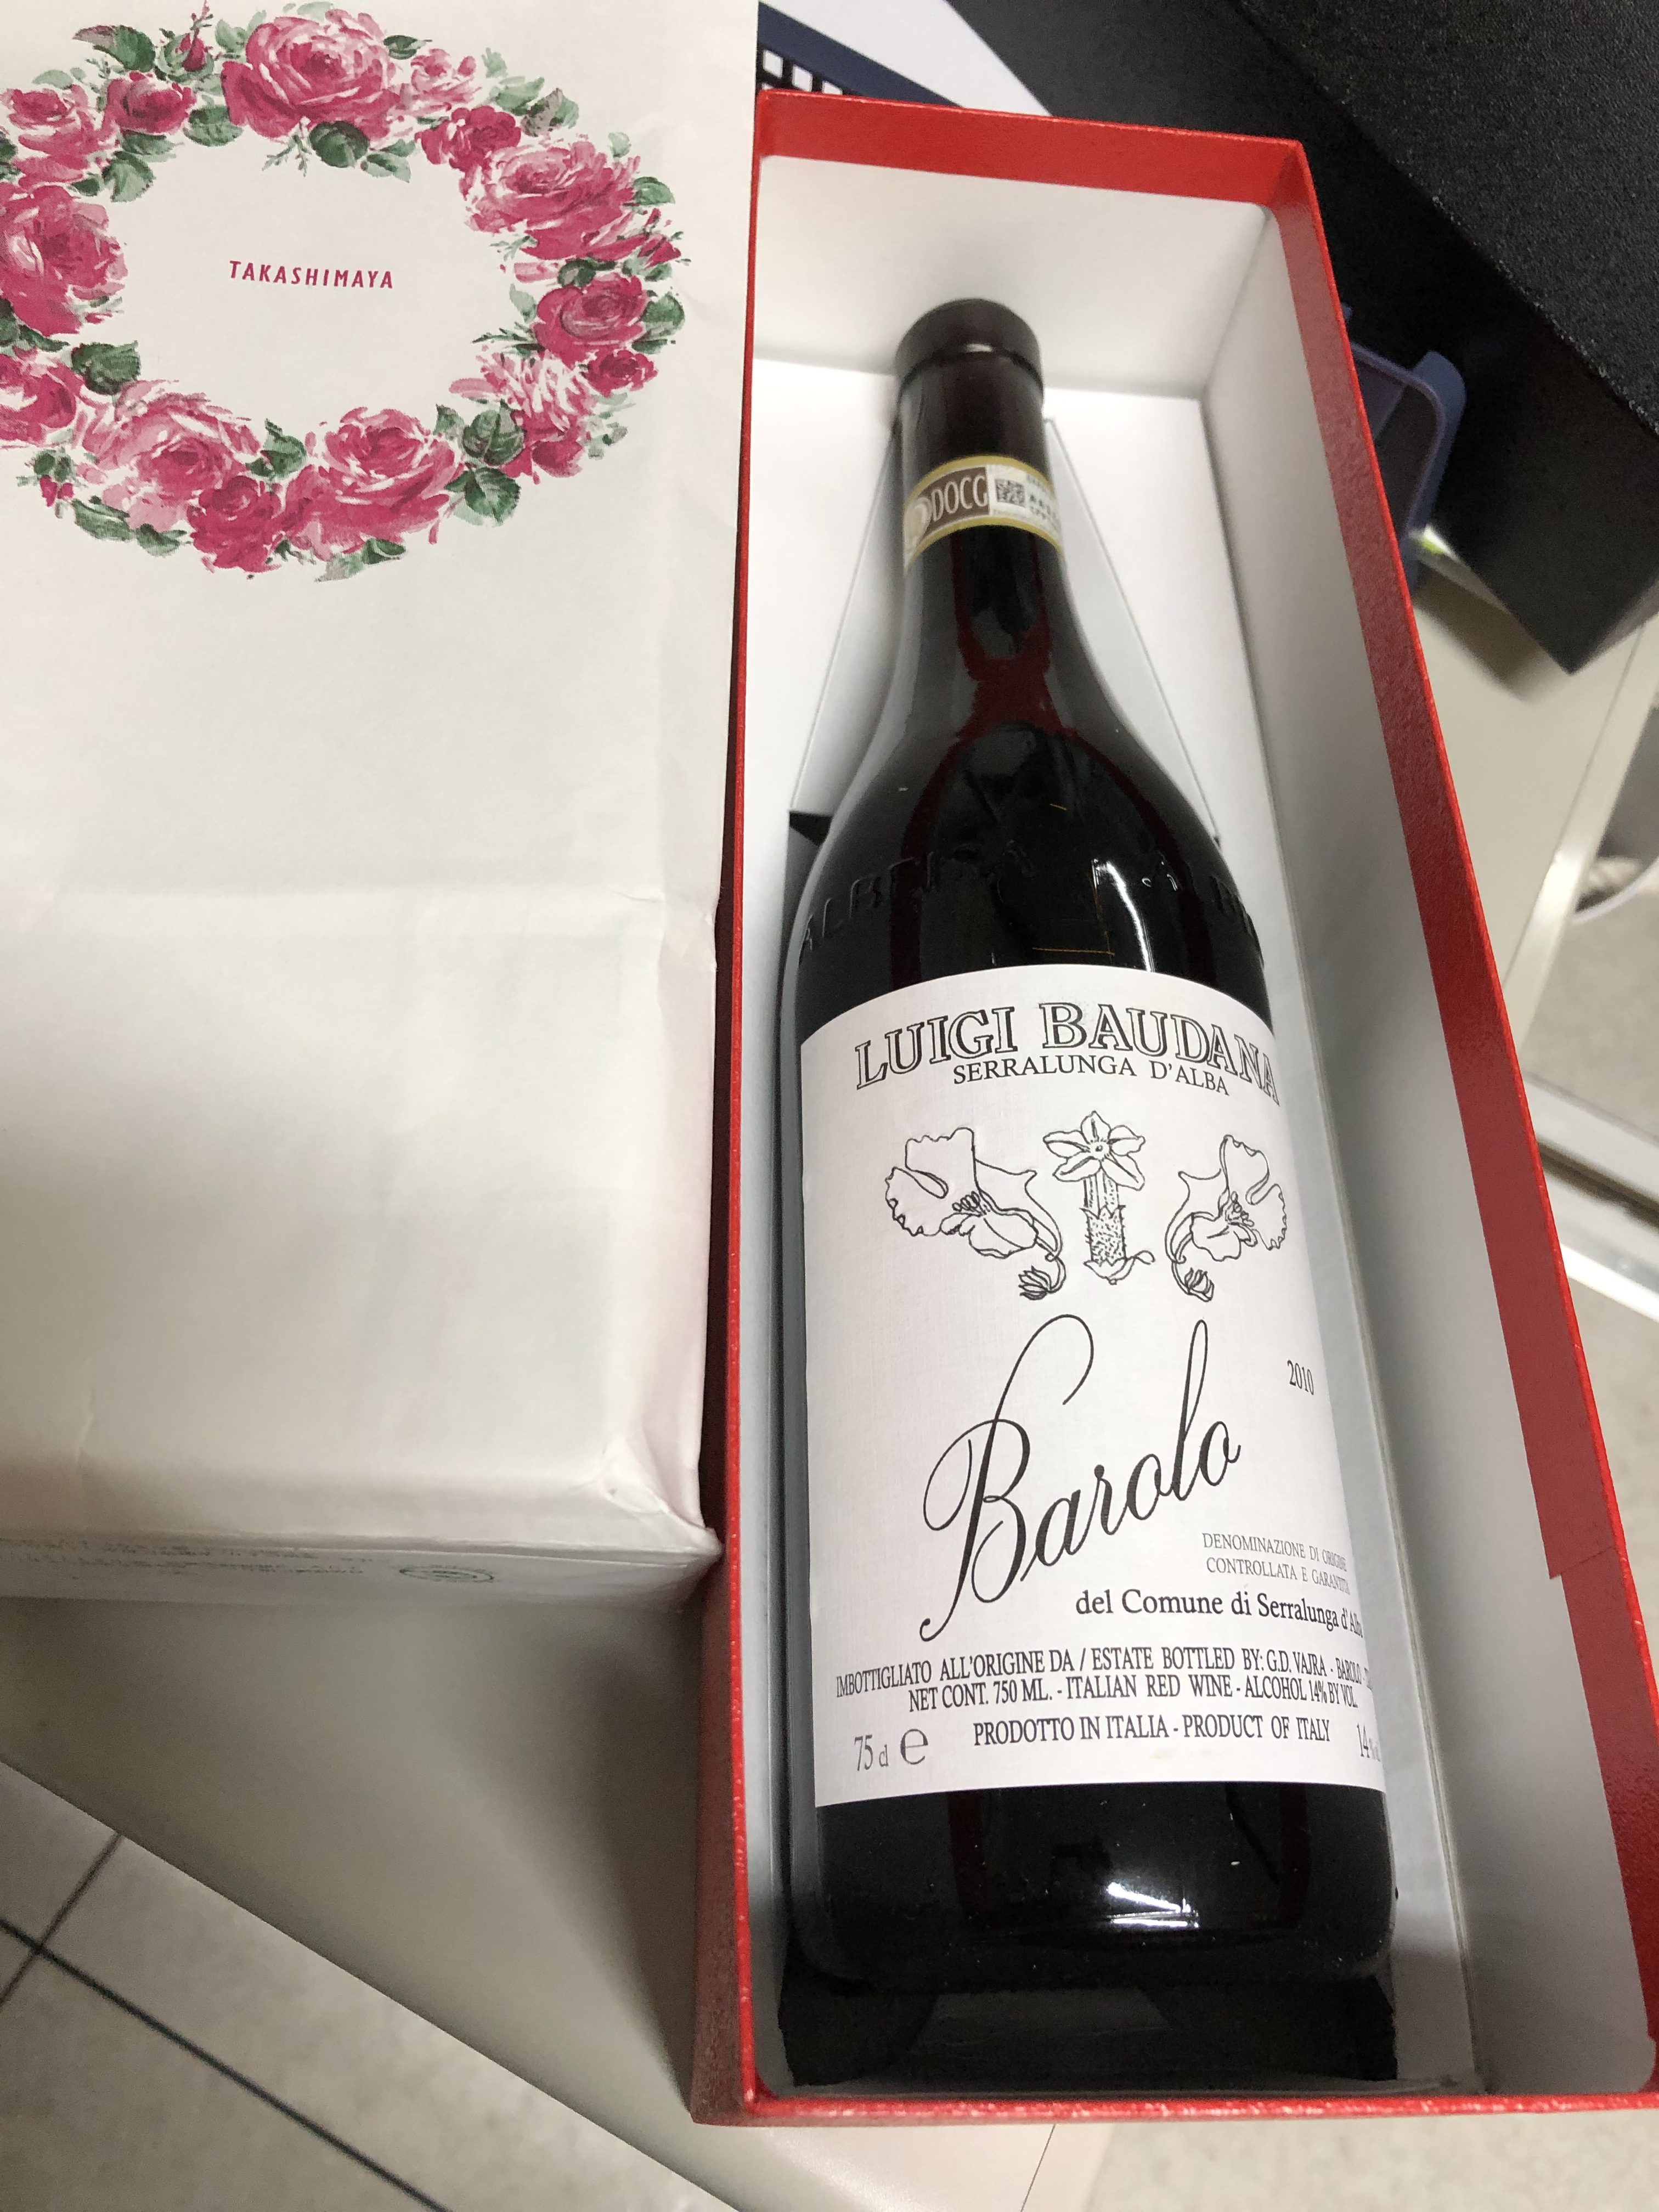 TAKASHIMAYA
DOCG
LUIGI BAUDANA
SERRALUNGA D'ALBA
2010
Barolo
DENOMINAZIONE DI ORIGINE
CONTROLLATA E GARANTITA
del Comune di Serralunga d'Alba
IMBOTTIGLIATO ALL'ORIGINE DA / ESTATE BOTTLED BY: G.D. VAJRA - BAROLO -
NET CONT. 750 ML. - ITALIAN RED WINE - ALCOHOL 14% BY VOL.
75 cl e PRODOTTO IN ITALIA - PRODUCT OF ITALY 14%